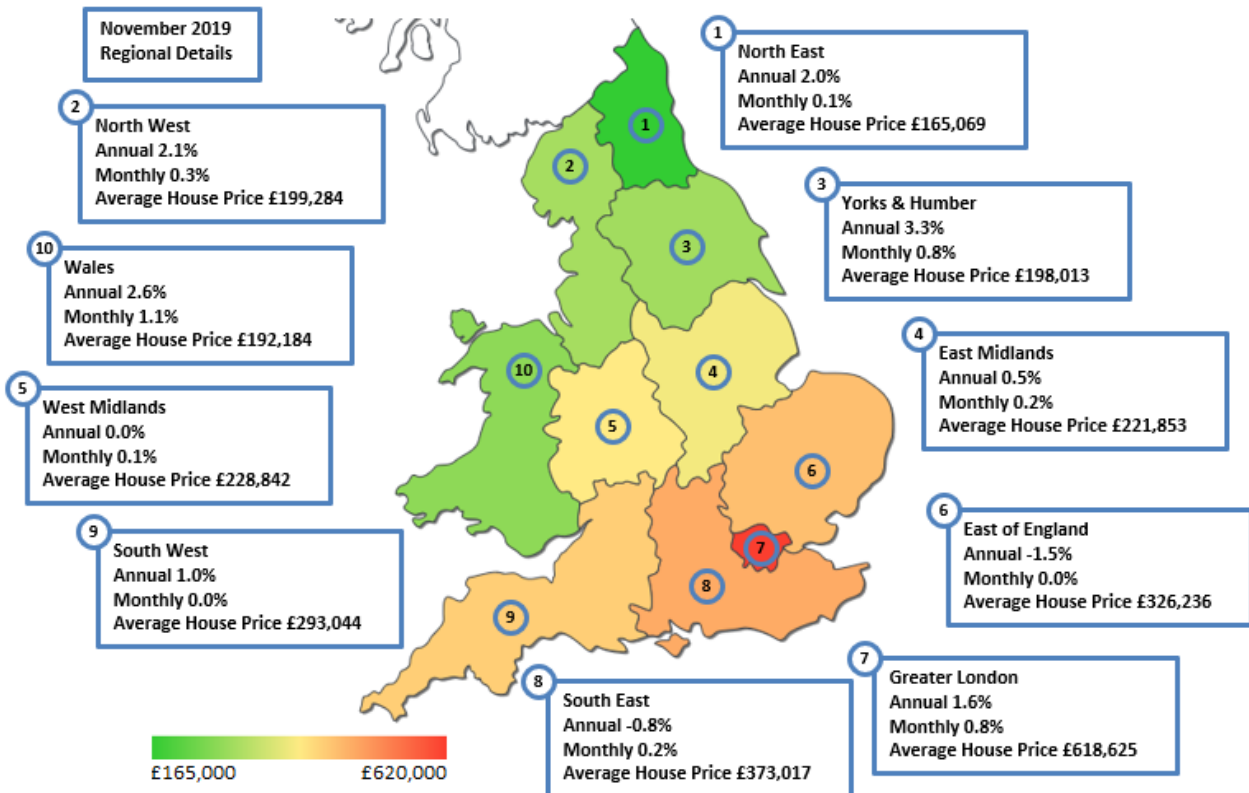 November 2019
Regional Details
1
North East
Annual 2.0%
Monthly 0.1%
Average House Price £165,069
2
North West
Annual 2.1%
Monthly 0.3%
Average House Price £199,284
3
Yorks & Humber
Annual 3.3%
Monthly 0.8%
Average House Price £198,013
10
Wales
Annual 2.6%
Monthly 1.1%
Average House Price £192,184
4
East Midlands
Annual 0.5%
Monthly 0.2%
Average House Price £221,853
5
West Midlands
Annual 0.0%
Monthly 0.1%
Average House Price £228,842
6
East of England
Annual -1.5%
Monthly 0.0%
Average House Price £326,236
9
South West
Annual 1.0%
Monthly 0.0%
Average House Price £293,044
7
Greater London
Annual 1.6%
Monthly 0.8%
Average House Price £618,625
8
South East
Annual -0.8%
Monthly 0.2%
Average House Price £373,017
1
2
3
10
4
5
6
7
8
9
£165,000
£620,000